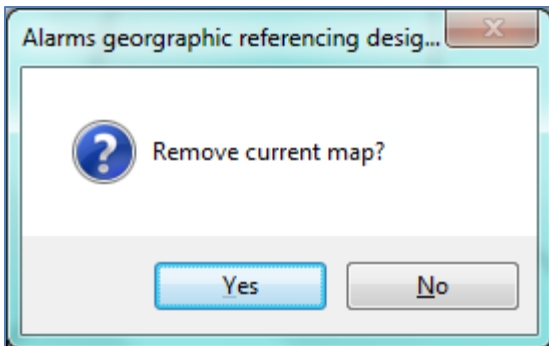 Alarms georgraphic referencing desig...
Remove current map?
Yes
No